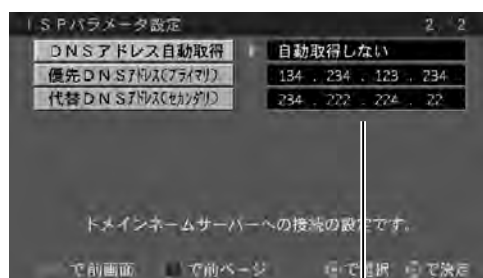 ISPパラメータ設定 2 2
DNSアドレス自動取得 自動取得しない
優先DNSアドレス(プライマリ) 134 . 234 . 123 . 234
代替DNSアドレス(セカンダリ) 234 . 222 . 224 . 22
ドメインネームサーバーへの接続の設定です。
で前画面 で前ページ で選択 で決定